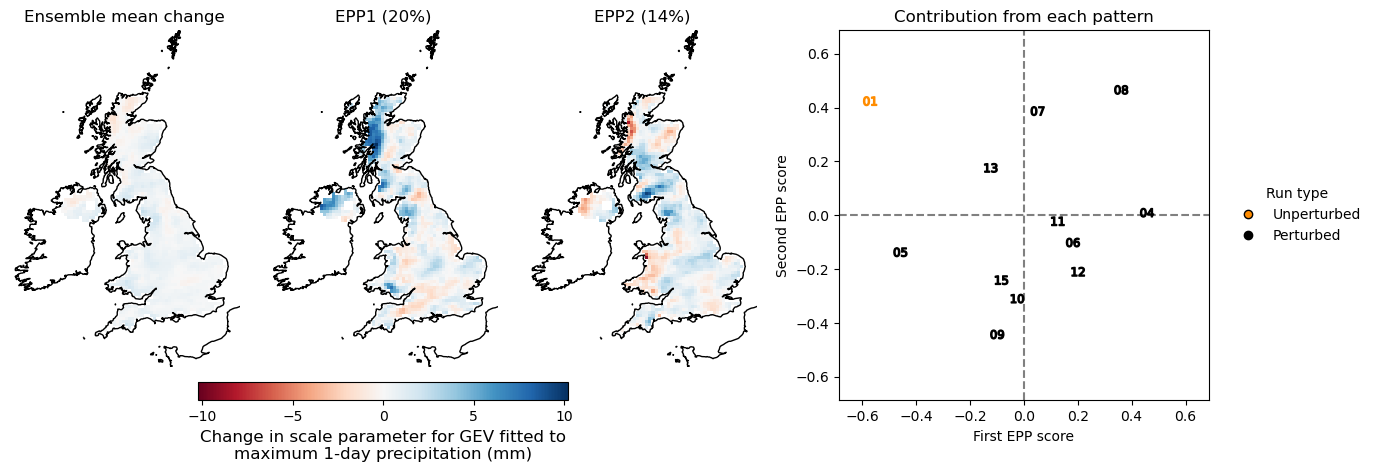 Ensemble mean change
EPP1 (20%)
EPP2 (14%)
Contribution from each pattern
−10
−5
0
5
10
Change in scale parameter for GEV fitted to
maximum 1-day precipitation (mm)
Second EPP score
0.6
0.4
0.2
0.0
−0.2
−0.4
−0.6
01
08
07
13
04
11
06
05
12
15
10
09
−0.6
−0.4
−0.2
0.0
0.2
0.4
0.6
First EPP score
Run type
Unperturbed
Perturbed